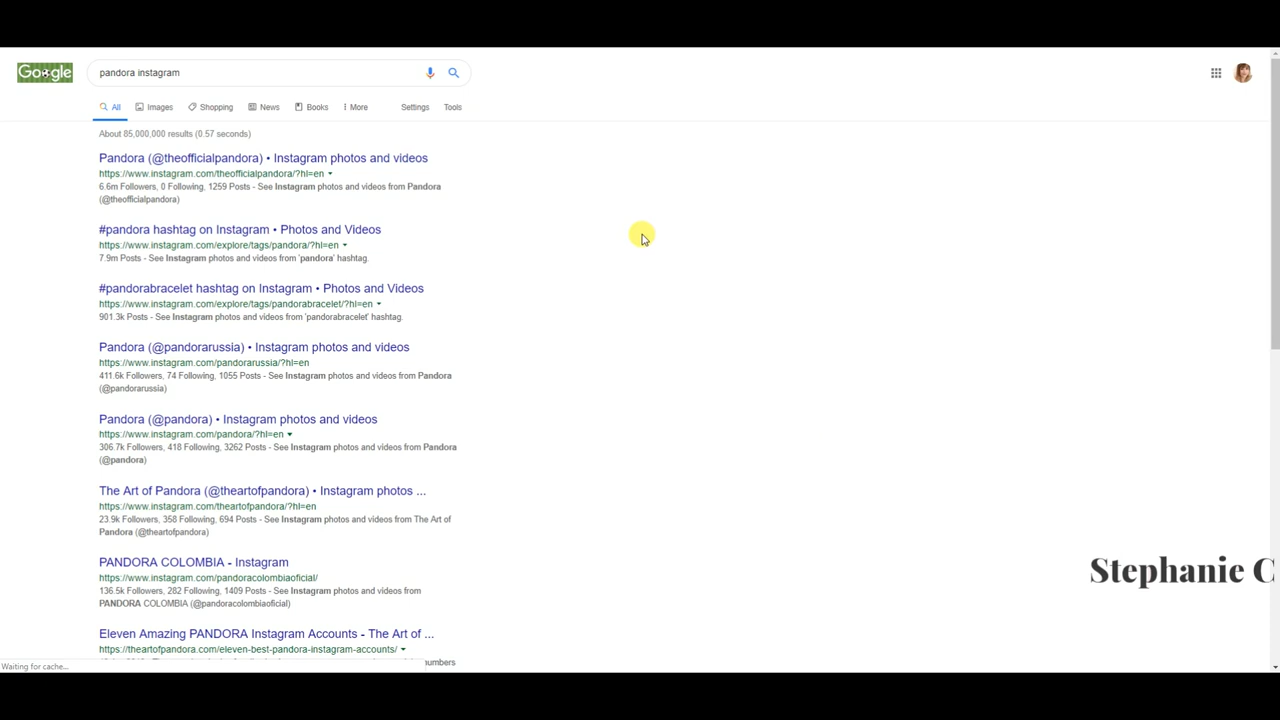 Google
pandora instagram
All Images Shopping News Books More Settings Tools
About 85,000,000 results (0.57 seconds)
Pandora (@theofficialpandora) • Instagram photos and videos
https://www.instagram.com/theofficialpandora/?hl=en
6.6m Followers, 0 Following, 1259 Posts - See Instagram photos and videos from Pandora
(@theofficialpandora)
#pandora hashtag on Instagram • Photos and Videos
https://www.instagram.com/explore/tags/pandora/?hl=en
7.9m Posts - See Instagram photos and videos from 'pandora' hashtag.
#pandorabracelet hashtag on Instagram • Photos and Videos
https://www.instagram.com/explore/tags/pandorabracelet/?hl=en
901.3k Posts - See Instagram photos and videos from 'pandorabracelet' hashtag.
Pandora (@pandorarussia) • Instagram photos and videos
https://www.instagram.com/pandorarussia/?hl=en
411.6k Followers, 74 Following, 1055 Posts - See Instagram photos and videos from Pandora
(@pandorarussia)
Pandora (@pandora) • Instagram photos and videos
https://www.instagram.com/pandora/?hl=en
306.7k Followers, 418 Following, 3262 Posts - See Instagram photos and videos from Pandora
(@pandora)
The Art of Pandora (@theartofpandora) • Instagram photos ...
https://www.instagram.com/theartofpandora/?hl=en
23.9k Followers, 358 Following, 694 Posts - See Instagram photos and videos from The Art of
Pandora (@theartofpandora)
PANDORA COLOMBIA - Instagram
https://www.instagram.com/pandoracolombiaoficial/
136.5k Followers, 282 Following, 1409 Posts - See Instagram photos and videos from
PANDORA COLOMBIA (@pandoracolombiaoficial)
Stephanie C
Eleven Amazing PANDORA Instagram Accounts - The Art of ...
https://theartofpandora.com/eleven-best-pandora-instagram-accounts/
numbers
Waiting for cache...